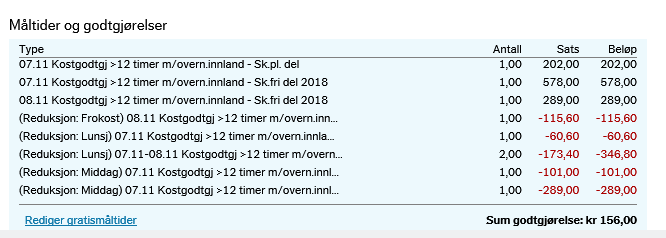 Måltider og godtgjørelser
Type Antall Sats Beløp
07.11 Kostgodtgj >12 timer m/overn.innland - Sk.pl. del 1,00 202,00 202,00
07.11 Kostgodtgj >12 timer m/overn.innland - Sk.fri del 2018 1,00 578,00 578,00
08.11 Kostgodtgj >12 timer m/overn.innland - Sk.fri del 2018 1,00 289,00 289,00
(Reduksjon: Frokost) 08.11 Kostgodtgj >12 timer m/overn.inn... 1,00 -115,60 -115,60
(Reduksjon: Lunsj) 07.11 Kostgodtgj >12 timer m/overn.innla... 1,00 -60,60 -60,60
(Reduksjon: Lunsj) 07.11-08.11 Kostgodtgj >12 timer m/overn... 2,00 -173,40 -346,80
(Reduksjon: Middag) 07.11 Kostgodtgj >12 timer m/overn.innl... 1,00 -101,00 -101,00
(Reduksjon: Middag) 07.11 Kostgodtgj >12 timer m/overn.innl... 1,00 -289,00 -289,00
Rediger gratismåltider Sum godtgjørelse: kr 156,00